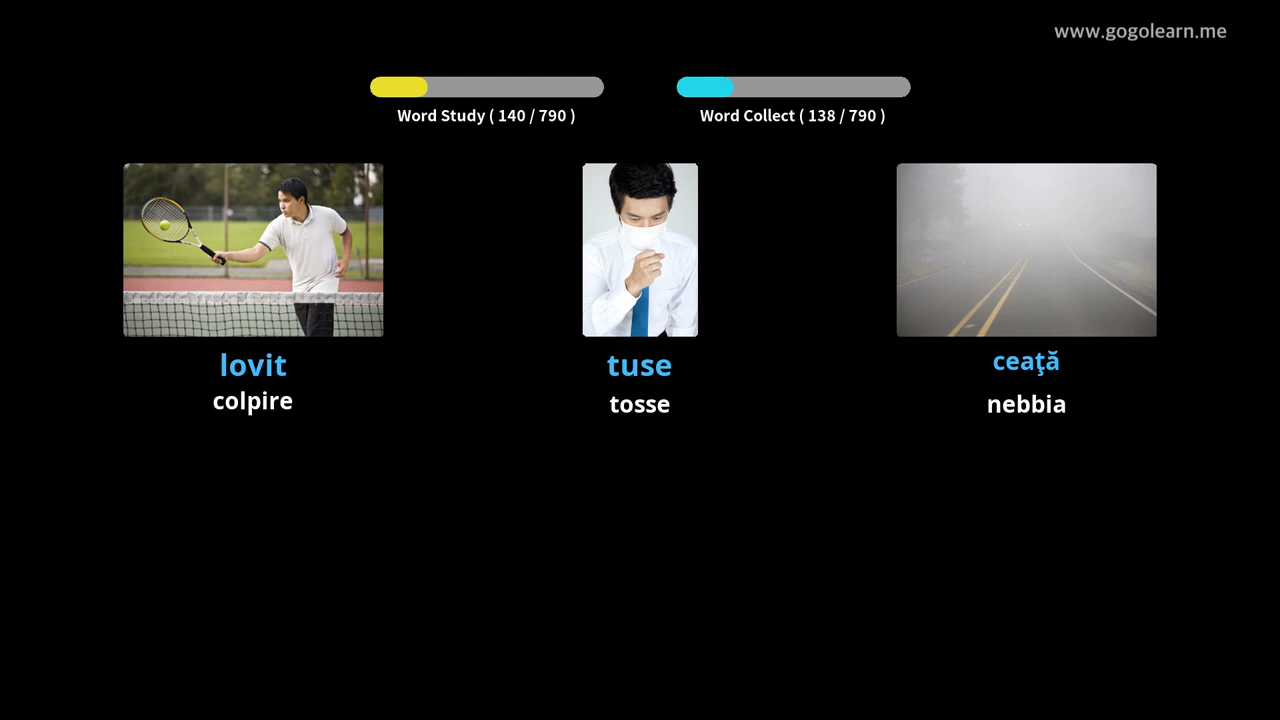 www.gogolearn.me
Word Study ( 140 / 790 )
Word Collect ( 138 / 790 )
lovit
colpire
tuse
tosse
ceaţă
nebbia